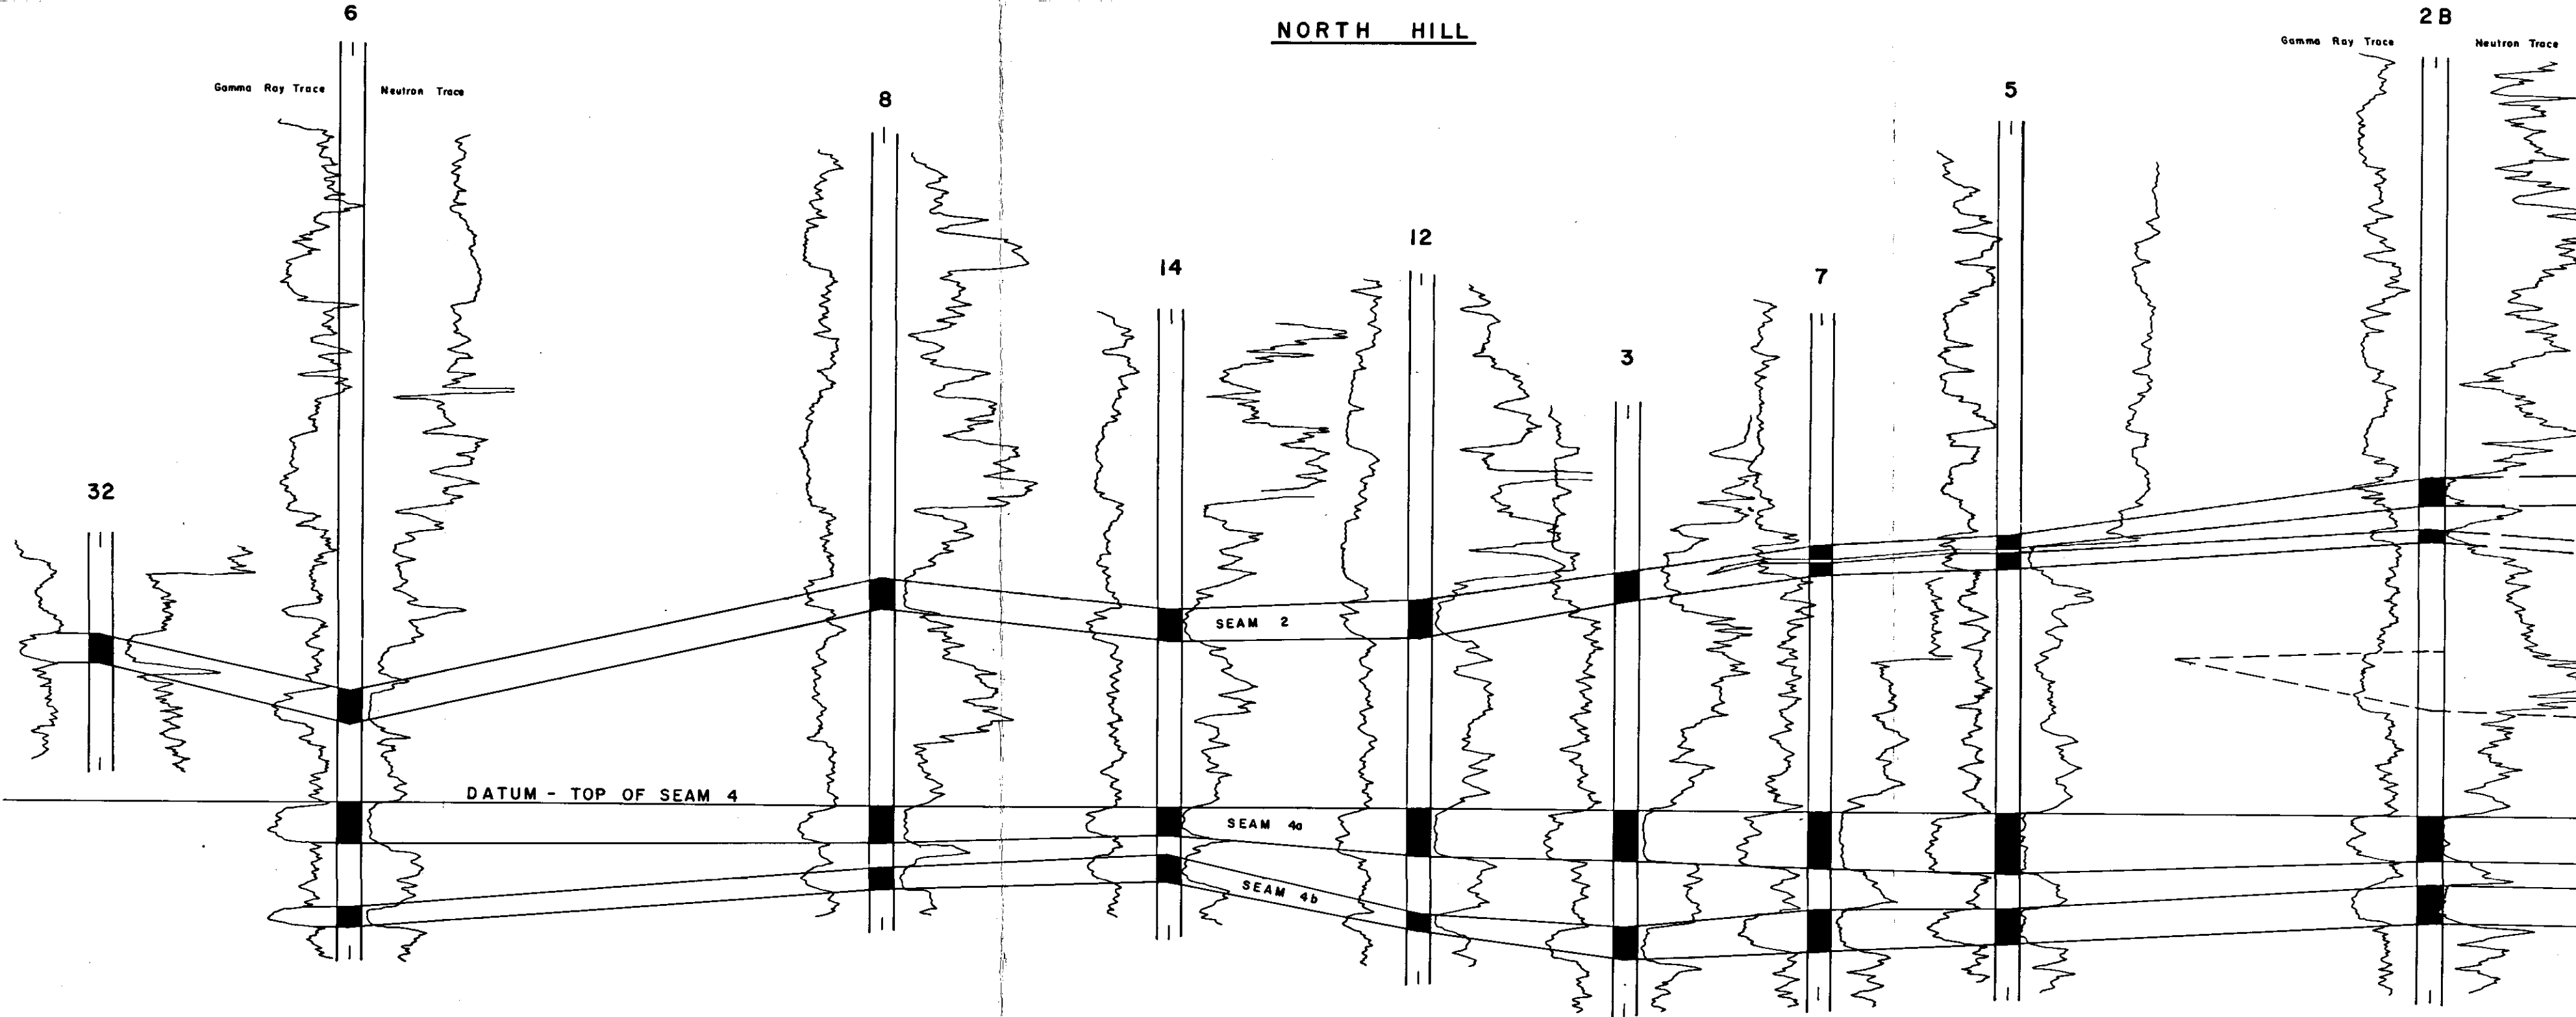 NORTH HILL
6
Gamma Ray Trace
Neutron Trace
8
14
12
3
7
5
2B
Gamma Ray Trace
Neutron Trace
32
SEAM 2
DATUM - TOP OF SEAM 4
SEAM 4a
SEAM 4b